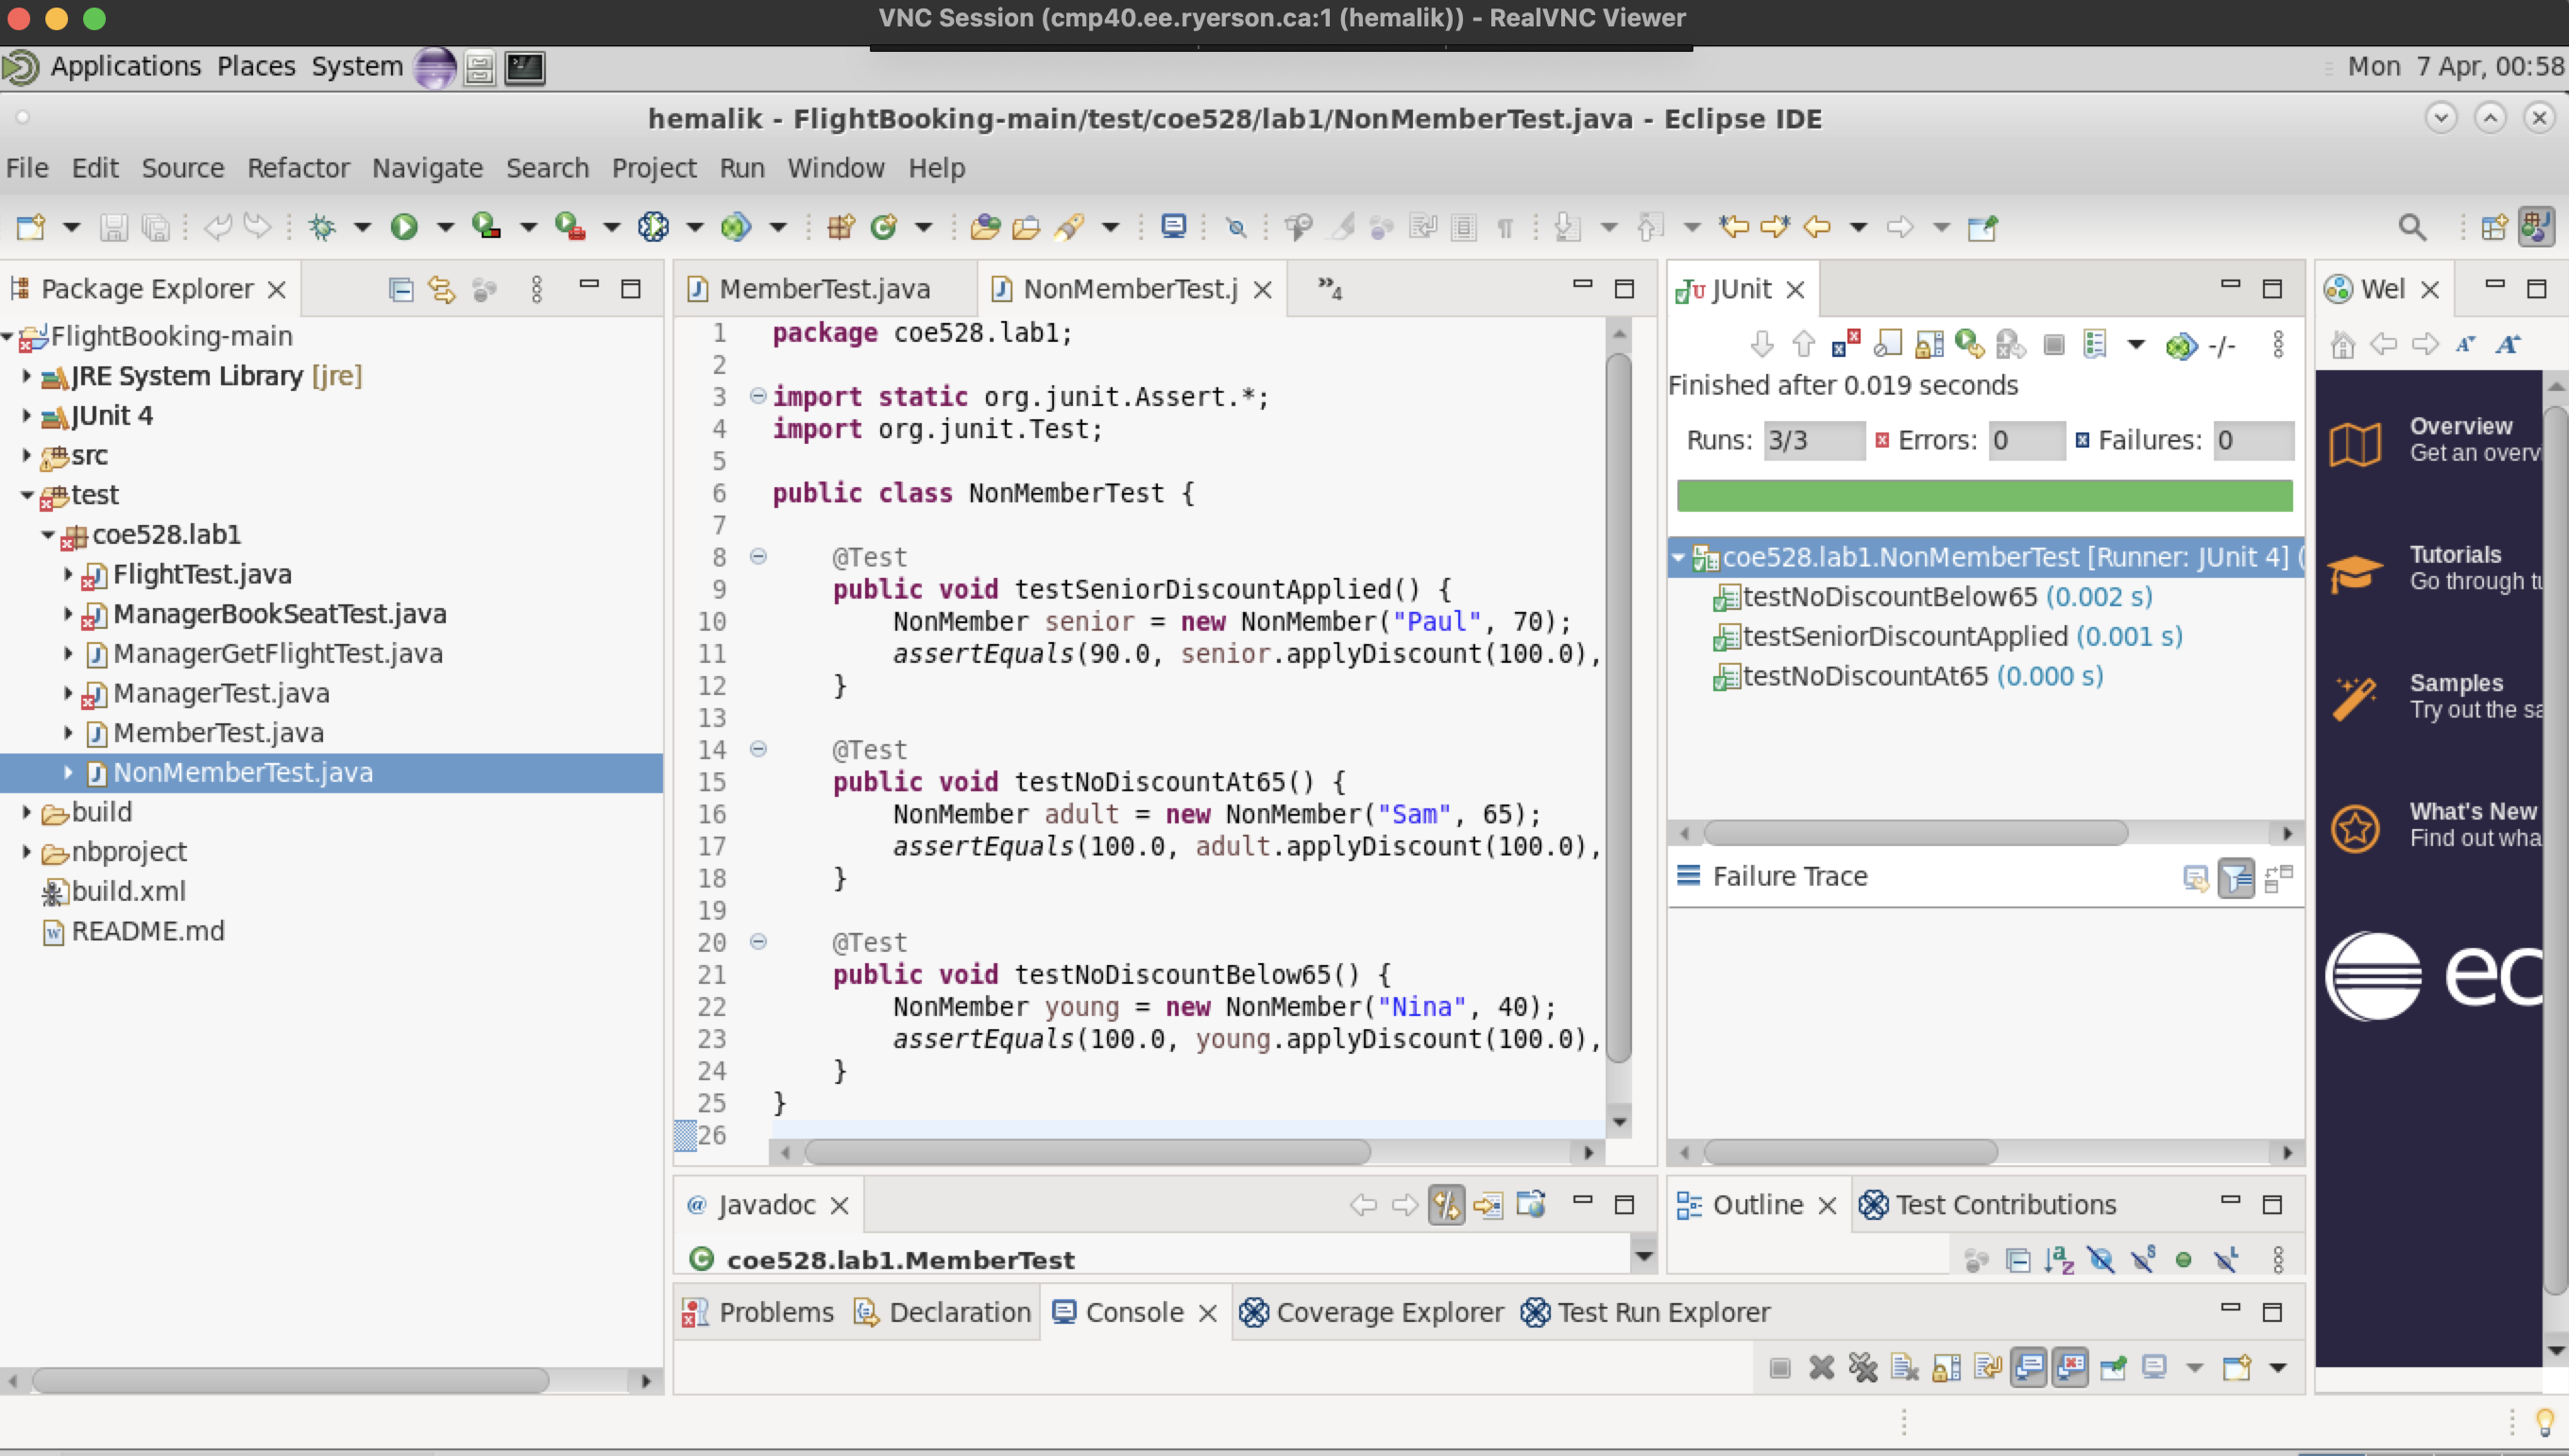 VNC Session (cmp40.ee.ryerson.ca:1 (hemalik)) - RealVNC Viewer
Applications Places System
Mon 7 Apr, 00:58
hemalik - FlightBooking-main/test/coe528/lab1/NonMemberTest.java - Eclipse IDE
File Edit Source Refactor Navigate Search Project Run Window Help
Package Explorer
FlightBooking-main
JRE System Library [jre]
JUnit 4
src
test
coe528.lab1
FlightTest.java
ManagerBookSeatTest.java
ManagerGetFlightTest.java
ManagerTest.java
MemberTest.java
NonMemberTest.java
build
nbproject
build.xml
README.md
MemberTest.java
NonMemberTest.j
»4
1 package coe528.lab1;
2
3 import static org.junit.Assert.*;
4 import org.junit.Test;
5
6 public class NonMemberTest {
7
8 @Test
9 public void testSeniorDiscountApplied() {
10 NonMember senior = new NonMember("Paul", 70);
11 assertEquals(90.0, senior.applyDiscount(100.0),
12 }
13
14 @Test
15 public void testNoDiscountAt65() {
16 NonMember adult = new NonMember("Sam", 65);
17 assertEquals(100.0, adult.applyDiscount(100.0),
18 }
19
20 @Test
21 public void testNoDiscountBelow65() {
22 NonMember young = new NonMember("Nina", 40);
23 assertEquals(100.0, young.applyDiscount(100.0),
24 }
25 }
26
JUnit
-/-
Finished after 0.019 seconds
Runs: 3/3 Errors: 0 Failures: 0
coe528.lab1.NonMemberTest [Runner: JUnit 4] (
testNoDiscountBelow65 (0.002 s)
testSeniorDiscountApplied (0.001 s)
testNoDiscountAt65 (0.000 s)
Failure Trace
Wel
Overview
Get an overv
Tutorials
Go through tu
Samples
Try out the sa
What's New
Find out wha
ec
Javadoc
coe528.lab1.MemberTest
Outline
Test Contributions
Problems
Declaration
Console
Coverage Explorer
Test Run Explorer